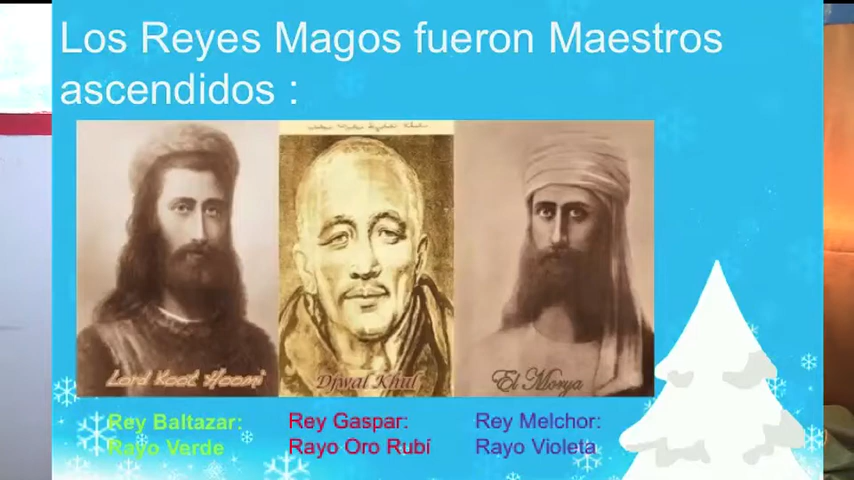 Los Reyes Magos fueron Maestros
ascendidos :
Lord Koot Hoomi
Djwal Khul
El Morya
Rey Baltazar:
Rayo Verde
Rey Gaspar:
Rayo Oro Rubí
Rey Melchor:
Rayo Violeta